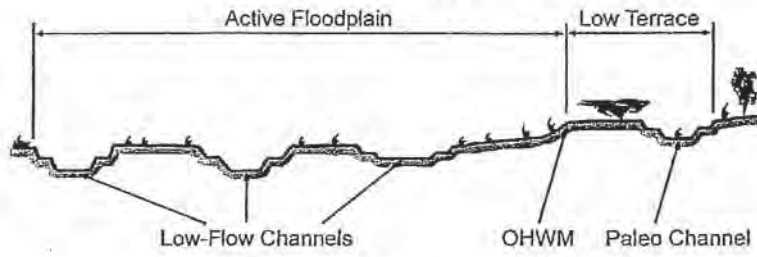 Active Floodplain
Low Terrace
Low-Flow Channels
OHWM
Paleo Channel